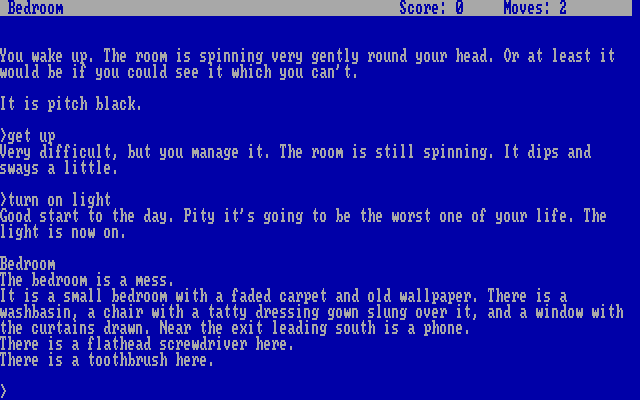 Bedroom Score: 0 Moves: 2
You wake up. The room is spinning very gently round your head. Or at least it
would be if you could see it which you can't.
It is pitch black.
>get up
Very difficult, but you manage it. The room is still spinning. It dips and
sways a little.
>turn on light
Good start to the day. Pity it's going to be the worst one of your life. The
light is now on.
Bedroom
The bedroom is a mess.
It is a small bedroom with a faded carpet and old wallpaper. There is a
washbasin, a chair with a tatty dressing gown slung over it, and a window with
the curtains drawn. Near the exit leading south is a phone.
There is a flathead screwdriver here.
There is a toothbrush here.
>